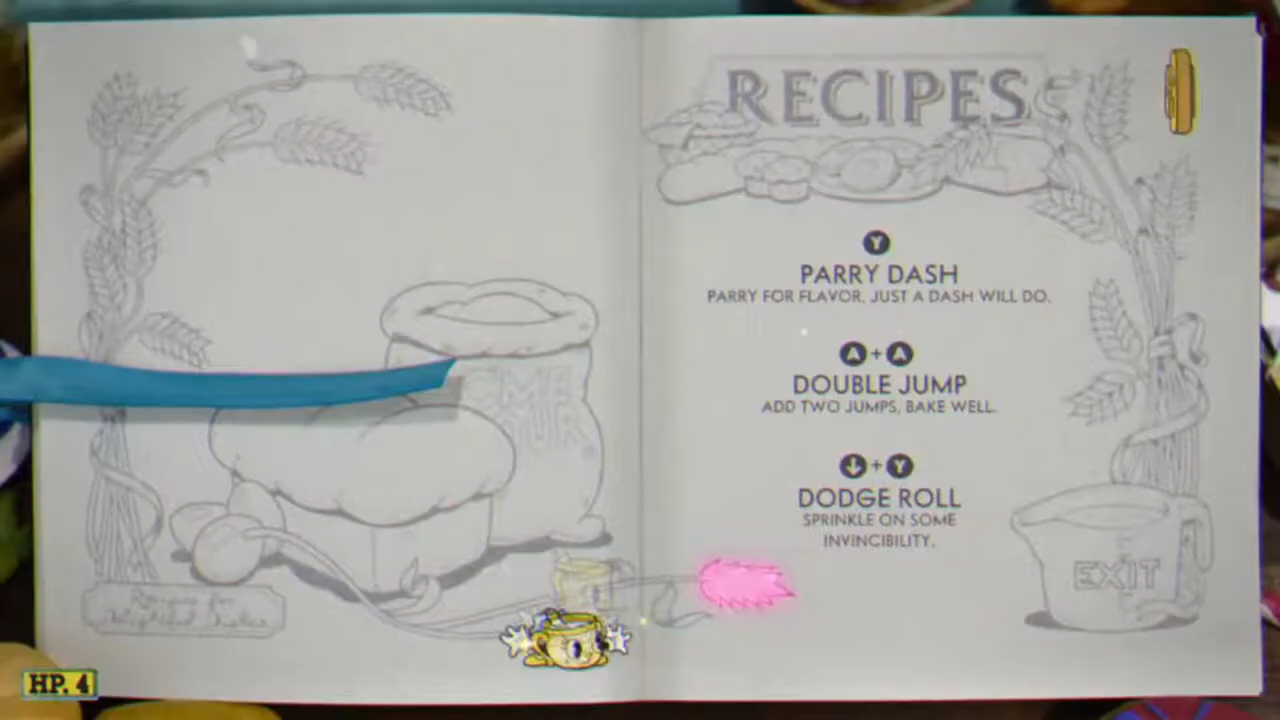 RECIPES
Y
PARRY DASH
PARRY FOR FLAVOR, JUST A DASH WILL DO.
A + A
DOUBLE JUMP
ADD TWO JUMPS, BAKE WELL.
↓ + Y
DODGE ROLL
SPRINKLE ON SOME
INVINCIBILITY.
EXIT
HP. 4